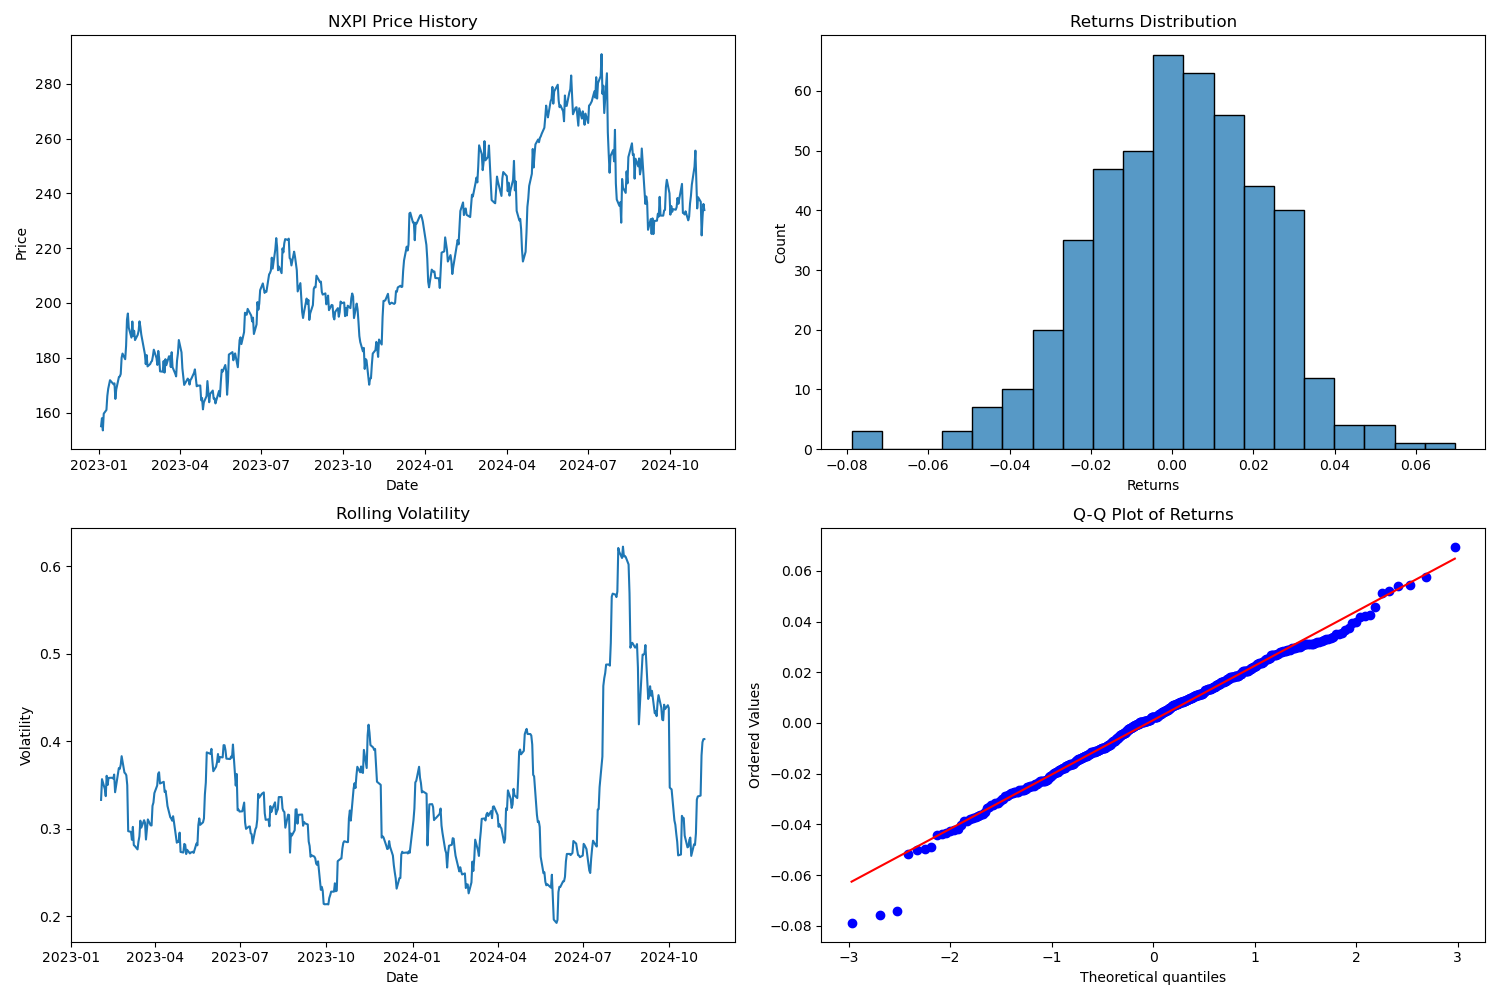 NXPI Price History
Price
280
260
240
220
200
180
160
2023-01 2023-04 2023-07 2023-10 2024-01 2024-04 2024-07 2024-10
Date
Returns Distribution
Count
60
50
40
30
20
10
0
−0.08 −0.06 −0.04 −0.02 0.00 0.02 0.04 0.06
Returns
Rolling Volatility
Volatility
0.6
0.5
0.4
0.3
0.2
2023-01 2023-04 2023-07 2023-10 2024-01 2024-04 2024-07 2024-10
Date
Q-Q Plot of Returns
Ordered Values
0.06
0.04
0.02
0.00
−0.02
−0.04
−0.06
−0.08
−3 −2 −1 0 1 2 3
Theoretical quantiles